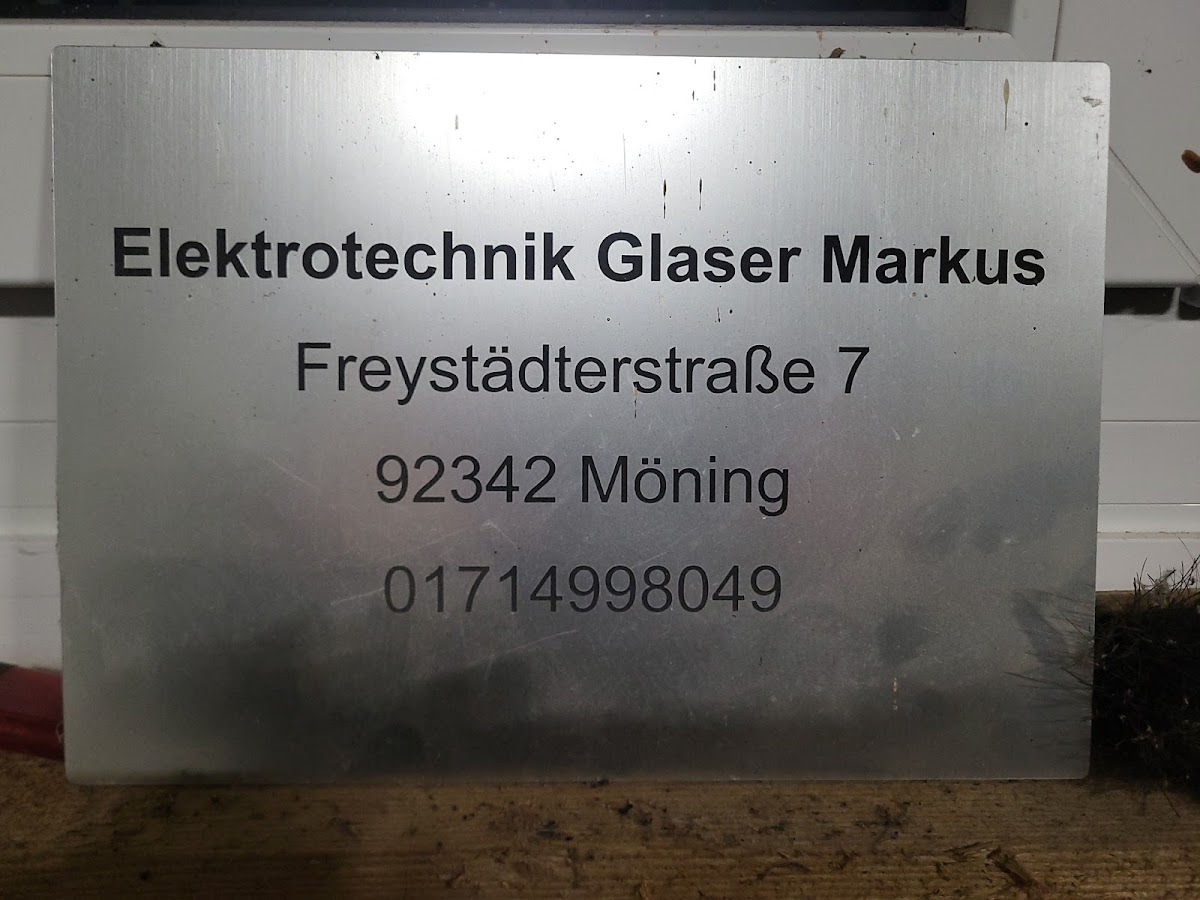 Elektrotechnik Glaser Markus
Freystädterstraße 7
92342 Möning
01714998049